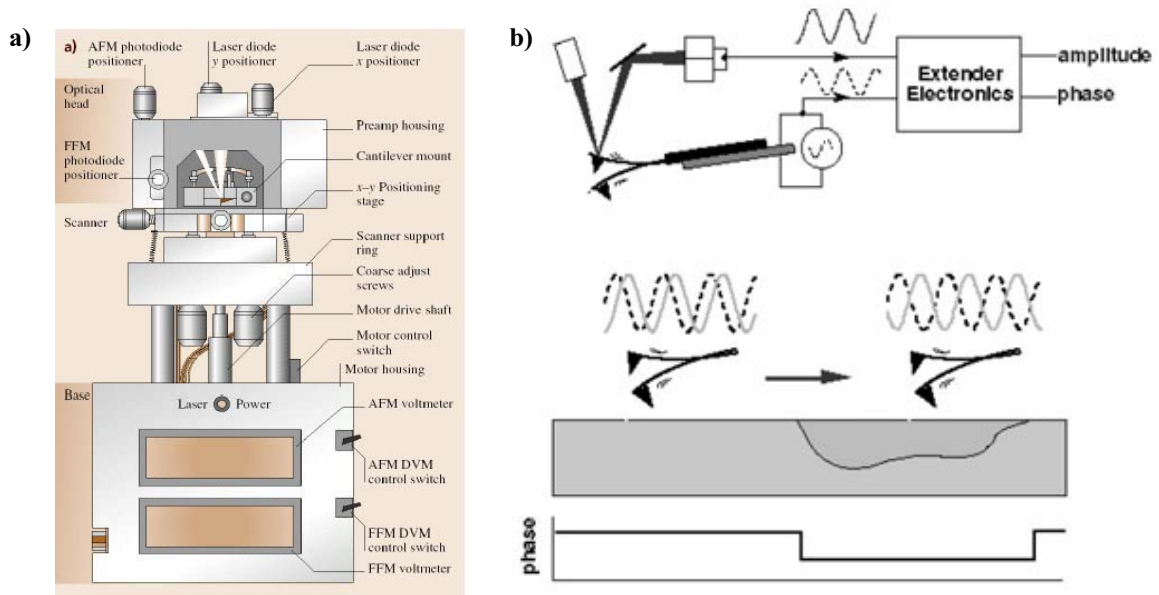 a)
a)
AFM photodiode
positioner
Laser diode
y positioner
Laser diode
x positioner
Optical
head
Preamp housing
FFM
photodiode
positioner
Cantilever mount
x–y Positioning
stage
Scanner
Scanner support
ring
Coarse adjust
screws
Motor drive shaft
Motor control
switch
Motor housing
Base
Laser
Power
AFM voltmeter
AFM DVM
control switch
FFM DVM
control switch
FFM voltmeter
b)
Extender
Electronics
amplitude
phase
phase